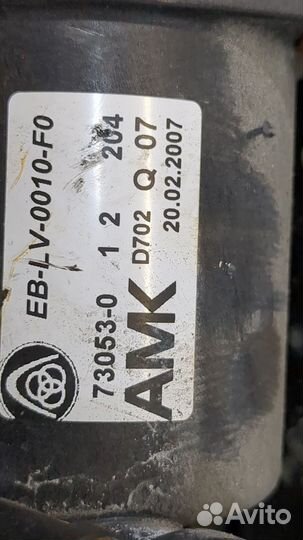 EB-LV-0010-F0
73053-0 1 2 204
AMK D702 Q 07
20.02.2007
Avito